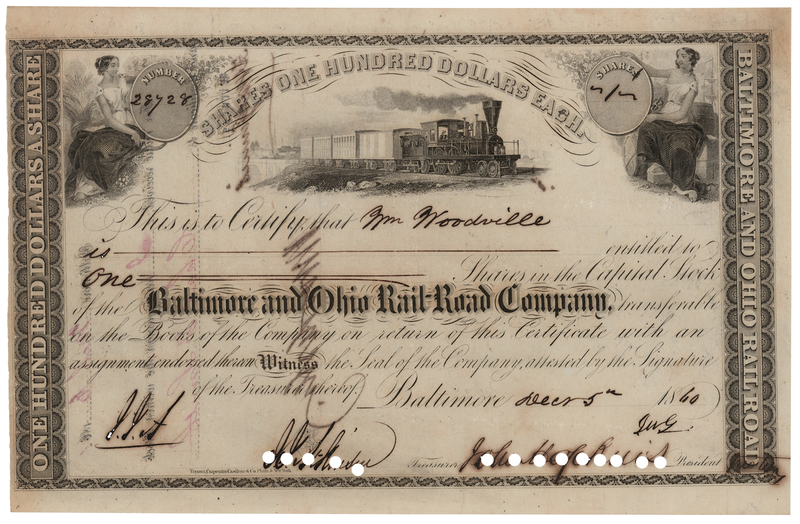 ONE HUNDRED DOLLARS A SHARE
BALTIMORE AND OHIO RAIL ROAD
NUMBER
28728
SHARES ONE HUNDRED DOLLARS EACH.
SHARES
This is to Certify, that Wm Woodville
is entitled to
One Shares in the Capital Stock
of the Baltimore and Ohio Rail-Road Company, transferable
on the Books of the Company on return of this Certificate with an
assignment endorsed hereon Witness the Seal of the Company, attested by the Signature
of the Treasurer thereof. Baltimore Decr 5th 1860
Treasurer President